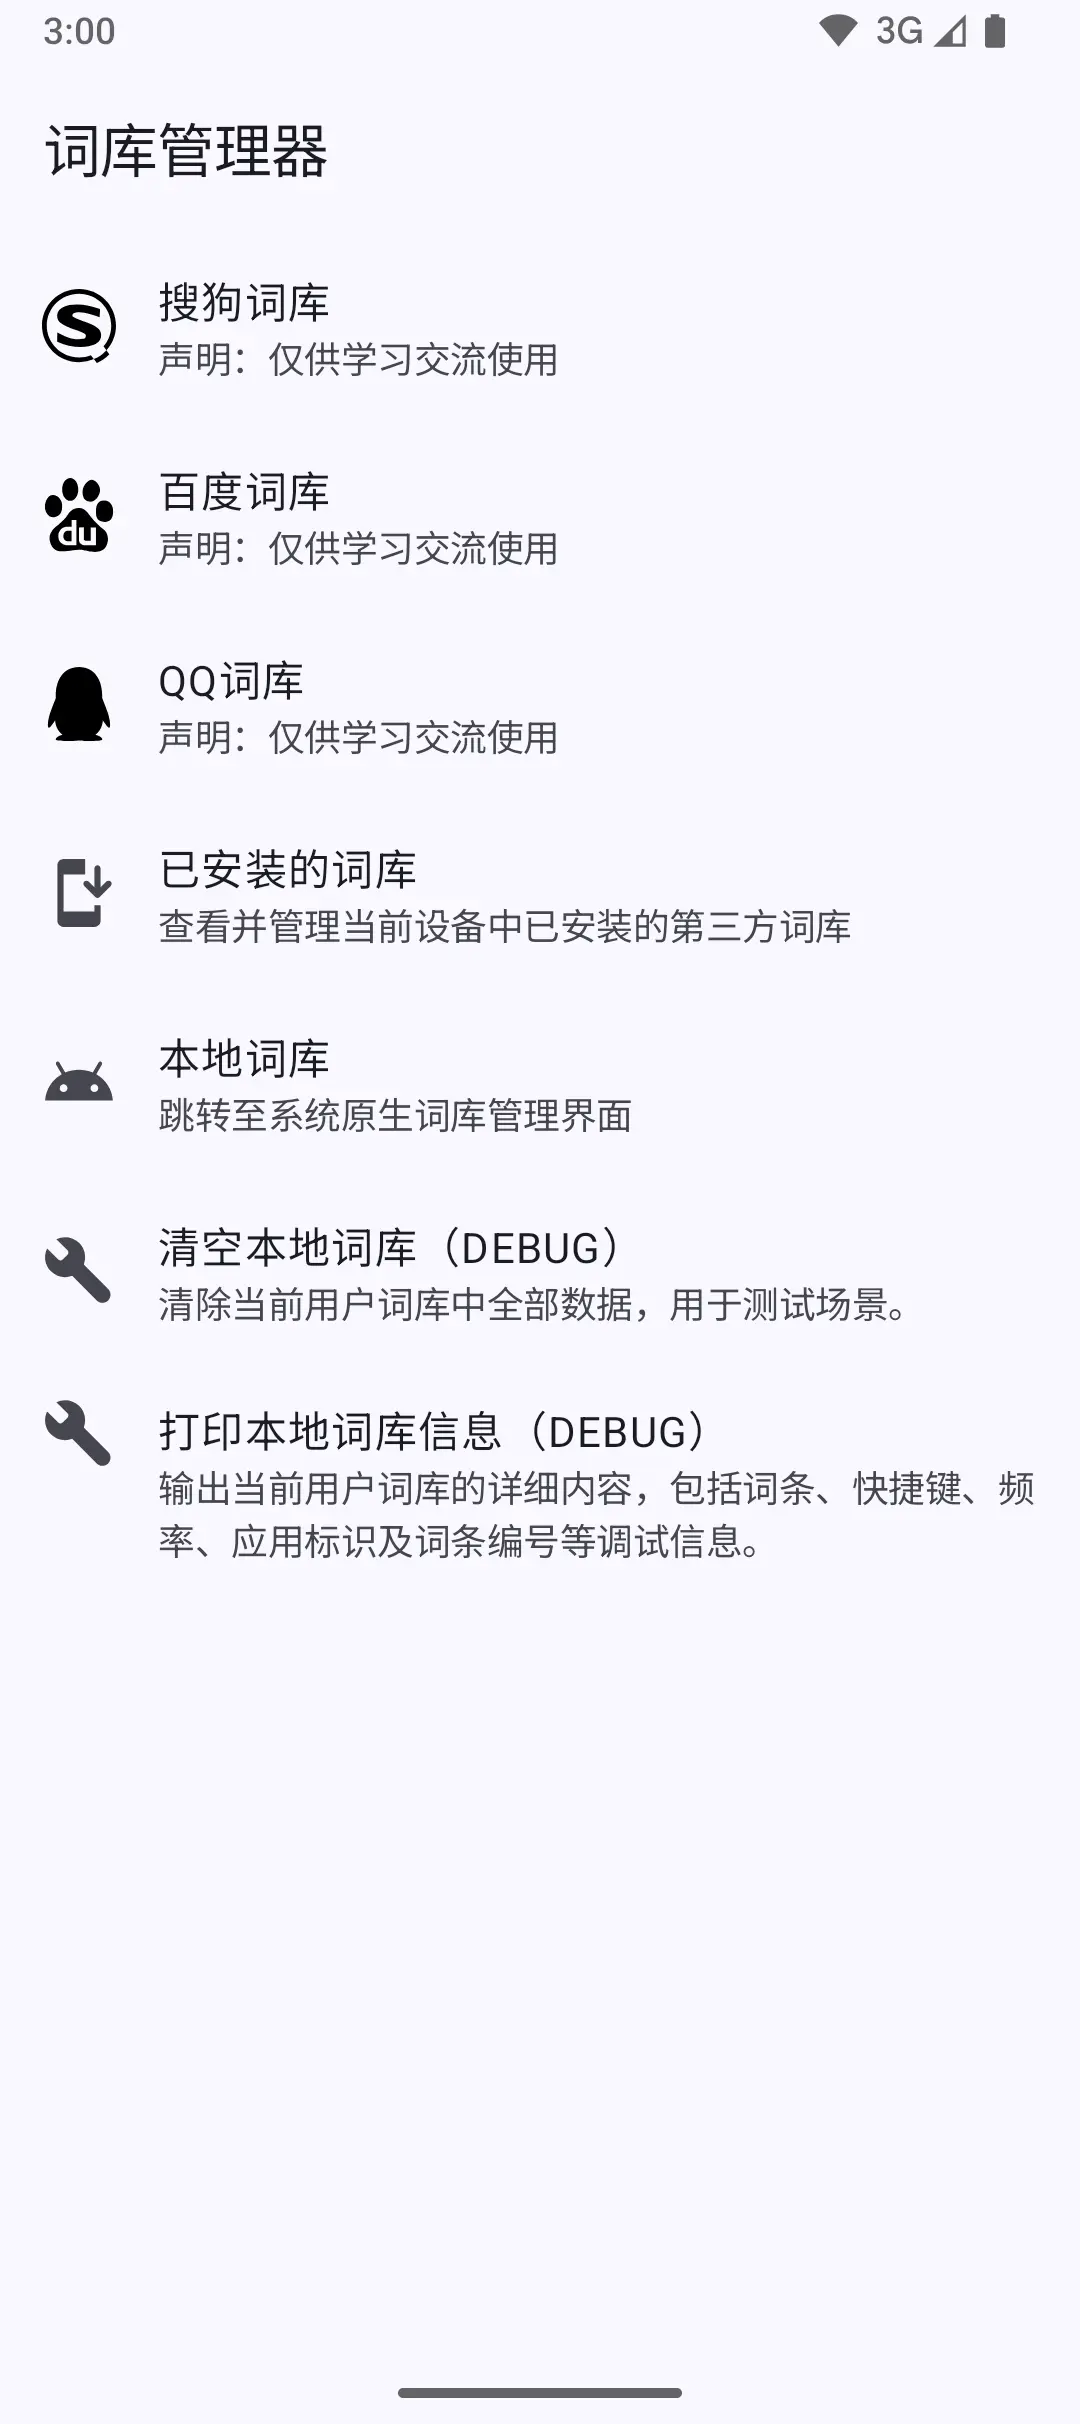 3:00 3G
词库管理器
搜狗词库
声明：仅供学习交流使用
du
百度词库
声明：仅供学习交流使用
QQ词库
声明：仅供学习交流使用
已安装的词库
查看并管理当前设备中已安装的第三方词库
本地词库
跳转至系统原生词库管理界面
清空本地词库（DEBUG）
清除当前用户词库中全部数据，用于测试场景。
打印本地词库信息（DEBUG）
输出当前用户词库的详细内容，包括词条、快捷键、频
率、应用标识及词条编号等调试信息。